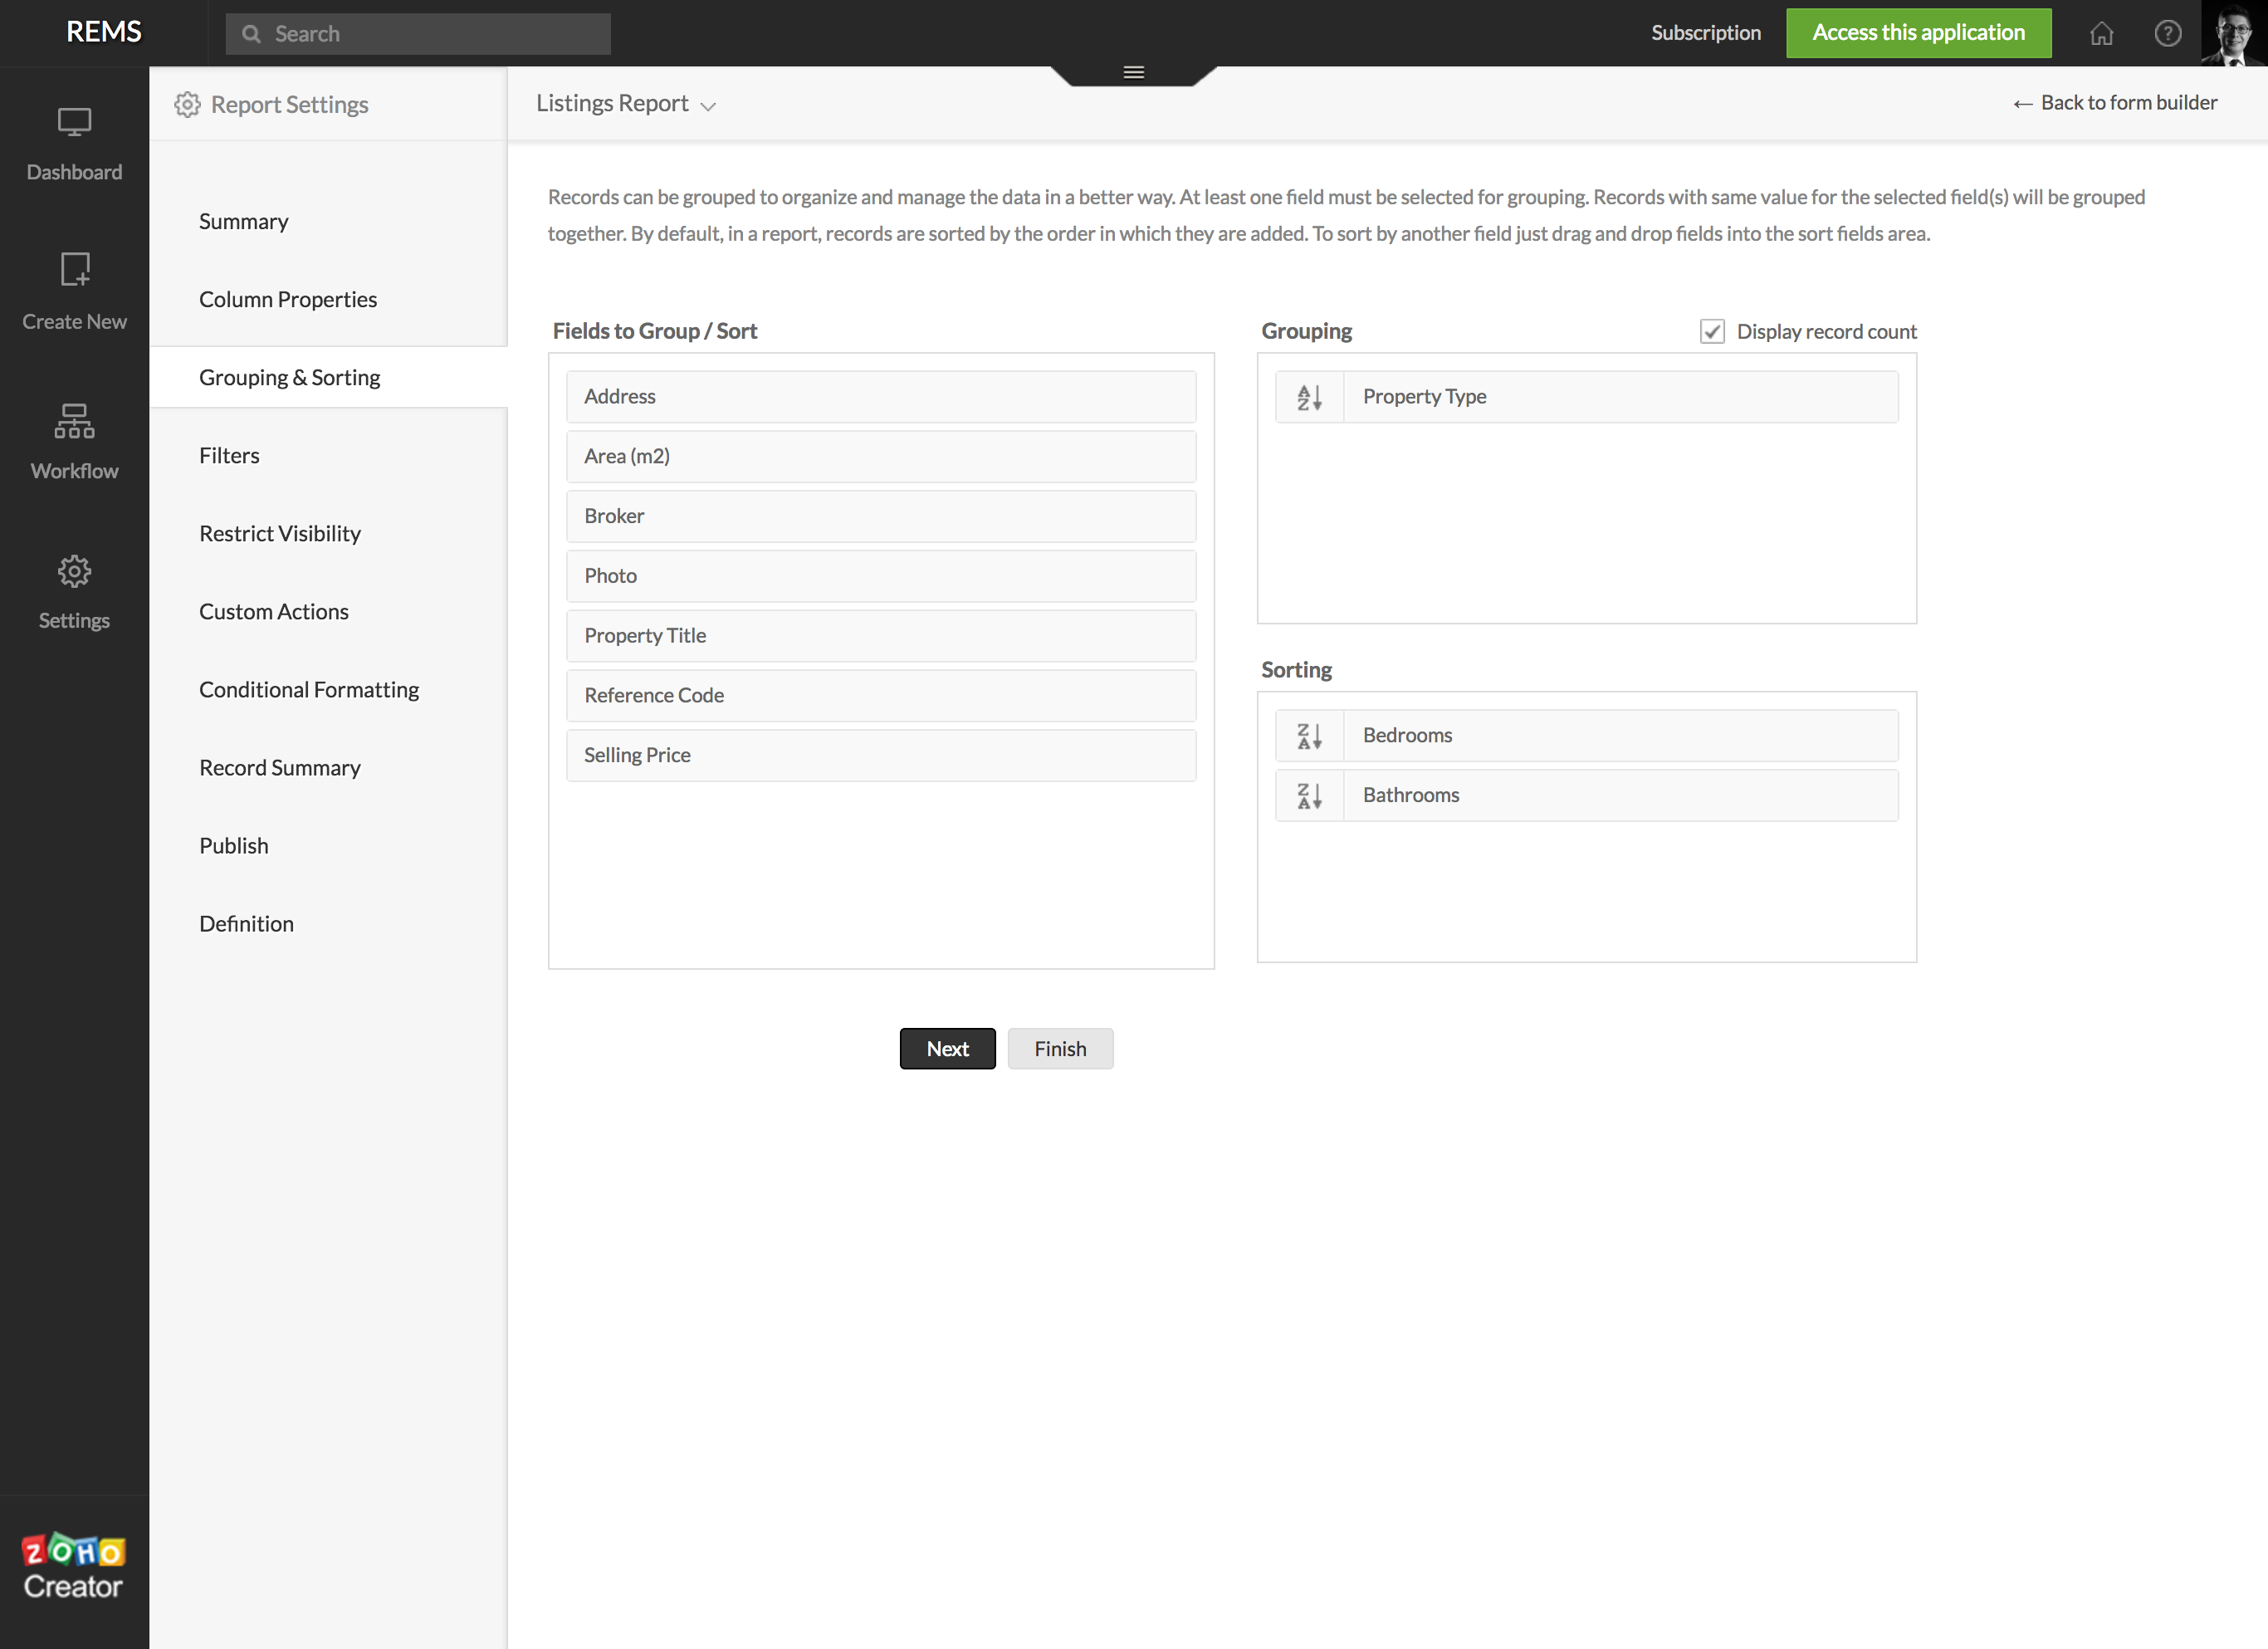 REMS
Search
Subscription
Access this application
Dashboard
Create New
Workflow
Settings
ZOHO
Creator
Report Settings
Summary
Column Properties
Grouping & Sorting
Filters
Restrict Visibility
Custom Actions
Conditional Formatting
Record Summary
Publish
Definition
Listings Report
← Back to form builder
Records can be grouped to organize and manage the data in a better way. At least one field must be selected for grouping. Records with same value for the selected field(s) will be grouped
together. By default, in a report, records are sorted by the order in which they are added. To sort by another field just drag and drop fields into the sort fields area.
Fields to Group / Sort
Address
Area (m2)
Broker
Photo
Property Title
Reference Code
Selling Price
Grouping
Display record count
Property Type
Sorting
Bedrooms
Bathrooms
Next
Finish